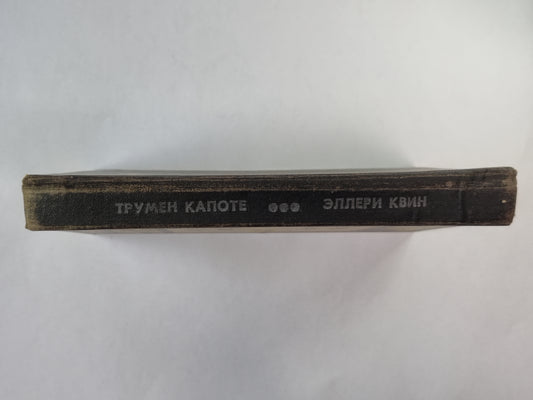 ТРУМЕН КАПОТЕ ●●● ЭЛЛЕРИ КВИН